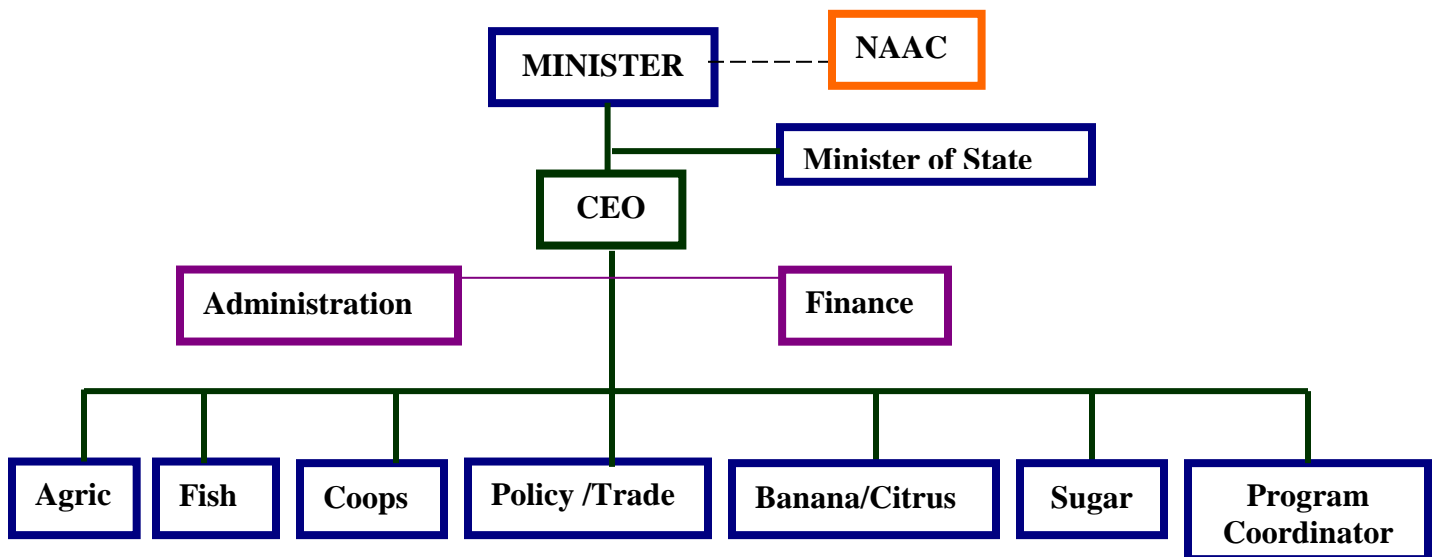 MINISTER
NAAC
Minister of State
CEO
Administration
Finance
Agric
Fish
Coops
Policy /Trade
Banana/Citrus
Sugar
Program
Coordinator